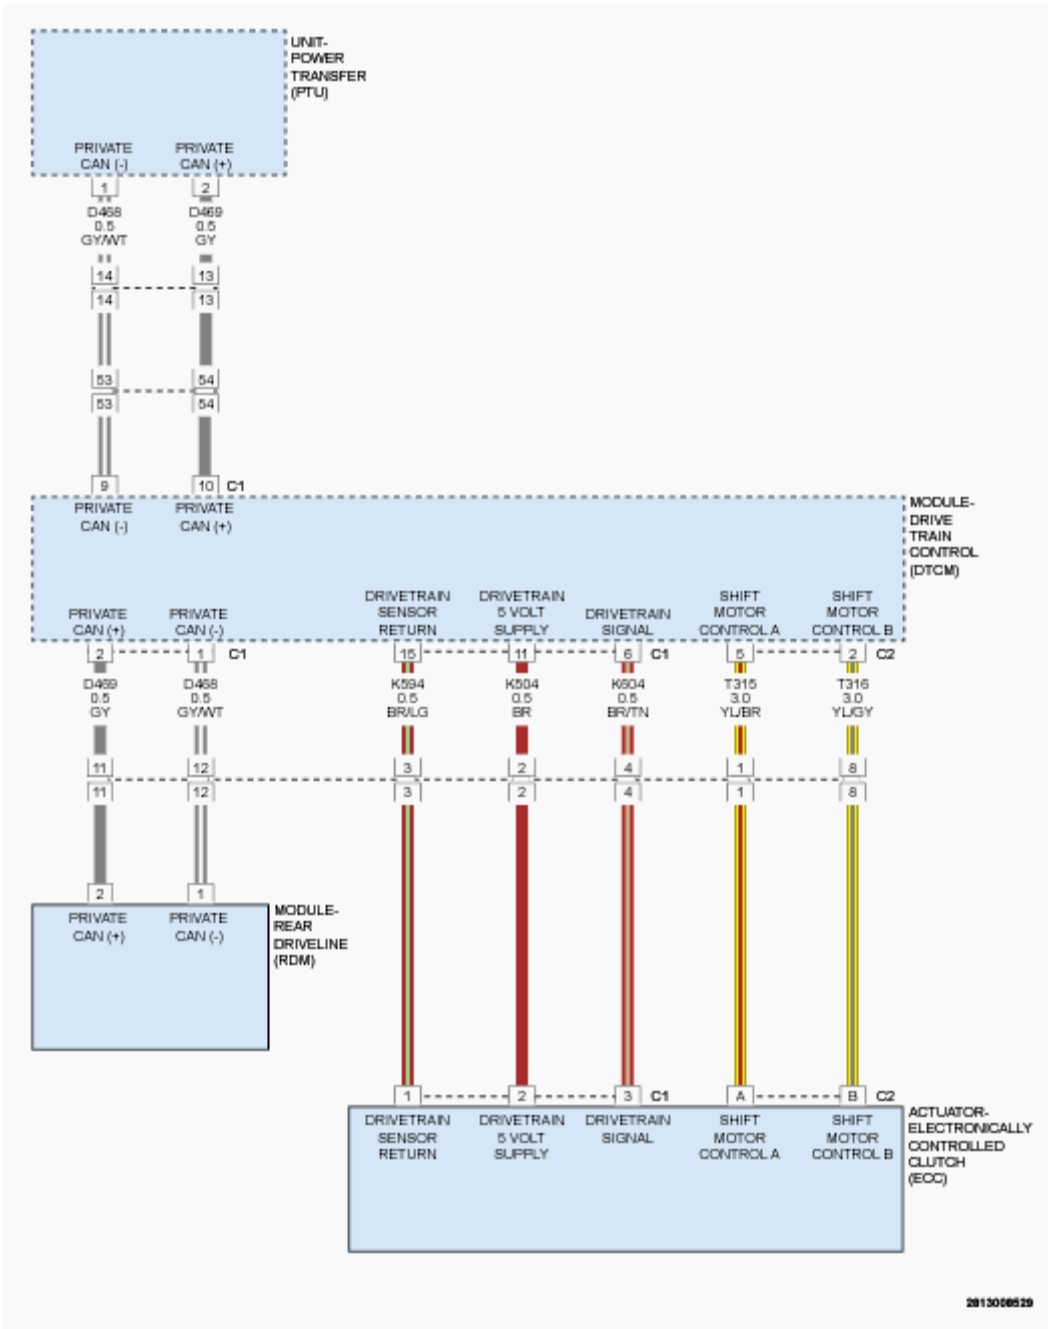 UNIT-
POWER
TRANSFER
(PTU)
PRIVATE PRIVATE
CAN (-) CAN (+)
1 2
D468 D469
0.5 0.5
GY/WT GY
14 13
14 13
53 54
53 54
9 10 C1
PRIVATE PRIVATE
CAN (-) CAN (+)
MODULE-
DRIVE
TRAIN
CONTROL
(DTCM)
DRIVETRAIN DRIVETRAIN SHIFT SHIFT
PRIVATE PRIVATE SENSOR 5 VOLT DRIVETRAIN MOTOR MOTOR
CAN (+) CAN (-) RETURN SUPPLY SIGNAL CONTROL A CONTROL B
2 1 C1 15 11 6 C1 5 2 C2
D469 D468 K594 K504 K604 T315 T316
0.5 0.5 0.5 0.5 0.5 3.0 3.0
GY GY/WT BR/LG BR BR/TN YL/BR YL/GY
11 12 3 2 4 1 8
11 12 3 2 4 1 8
2 1
PRIVATE PRIVATE
CAN (+) CAN (-)
MODULE-
REAR
DRIVELINE
(RDM)
1 2 3 C1 A B C2
DRIVETRAIN DRIVETRAIN DRIVETRAIN SHIFT SHIFT
SENSOR 5 VOLT SIGNAL MOTOR MOTOR
RETURN SUPPLY CONTROL A CONTROL B
ACTUATOR-
ELECTRONICALLY
CONTROLLED
CLUTCH
(ECC)